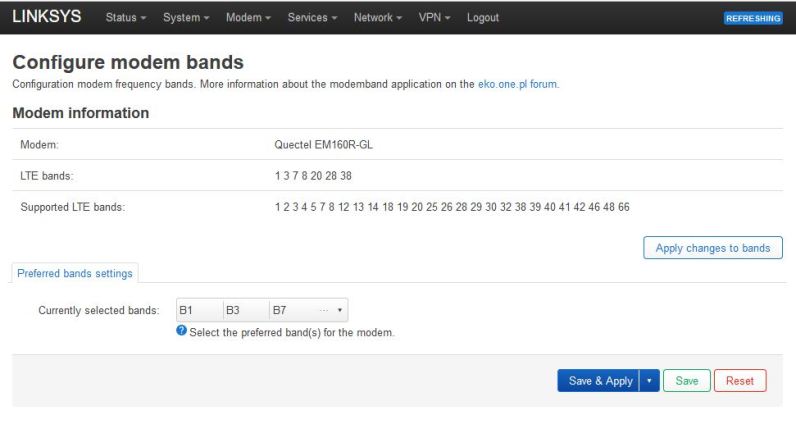 LINKSYS Status System Modem Services Network VPN Logout REFRESHING
Configure modem bands
Configuration modem frequency bands. More information about the modemband application on the eko.one.pl forum.
Modem information
Modem: Quectel EM160R-GL
LTE bands: 1 3 7 8 20 28 38
Supported LTE bands: 1 2 3 4 5 7 8 12 13 14 18 19 20 25 26 28 29 30 32 38 39 40 41 42 46 48 66
Apply changes to bands
Preferred bands settings
Currently selected bands: B1 B3 B7 ...
? Select the preferred band(s) for the modem.
Save & Apply Save Reset